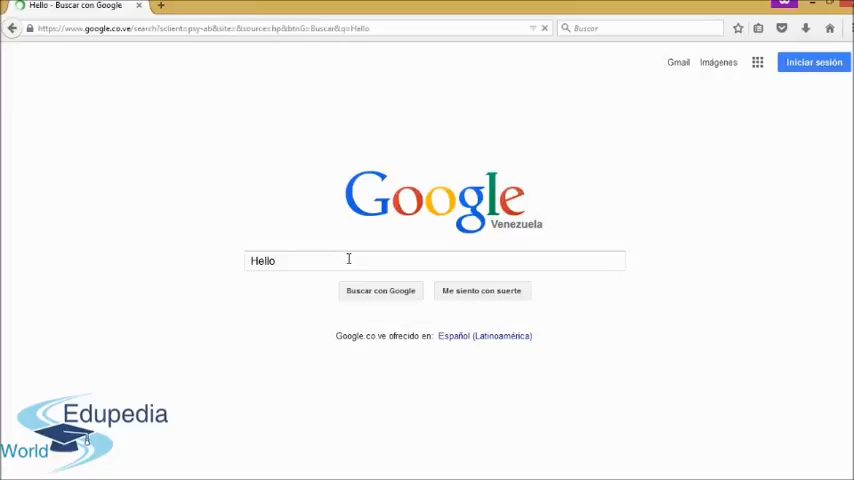 Hello - Buscar con Google
https://www.google.co.ve/search?sclient=psy-ab&site=&source=hp&btnG=Buscar&q=Hello
Buscar
Gmail Imágenes Iniciar sesión
Google
Venezuela
Hello
Buscar con Google Me siento con suerte
Google.co.ve ofrecido en: Español (Latinoamérica)
Edupedia
World